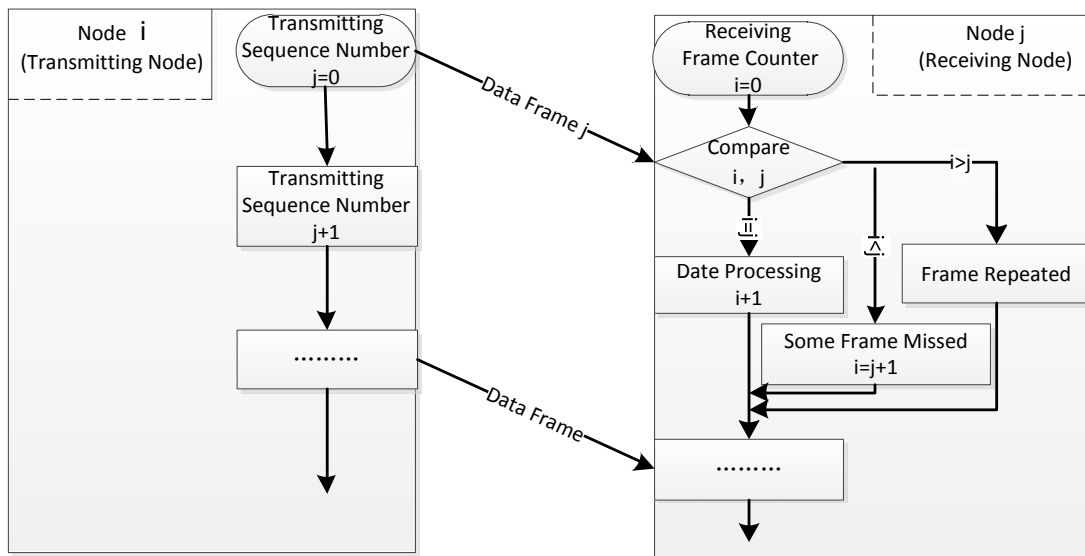 Node i
(Transmitting Node)
Transmitting
Sequence Number
j=0
Transmitting
Sequence Number
j+1
………
Data Frame j
Data Frame
Receiving
Frame Counter
i=0
Node j
(Receiving Node)
Compare
i， j
i>j
i=j
i<j
Date Processing
i+1
Frame Repeated
Some Frame Missed
i=j+1
………